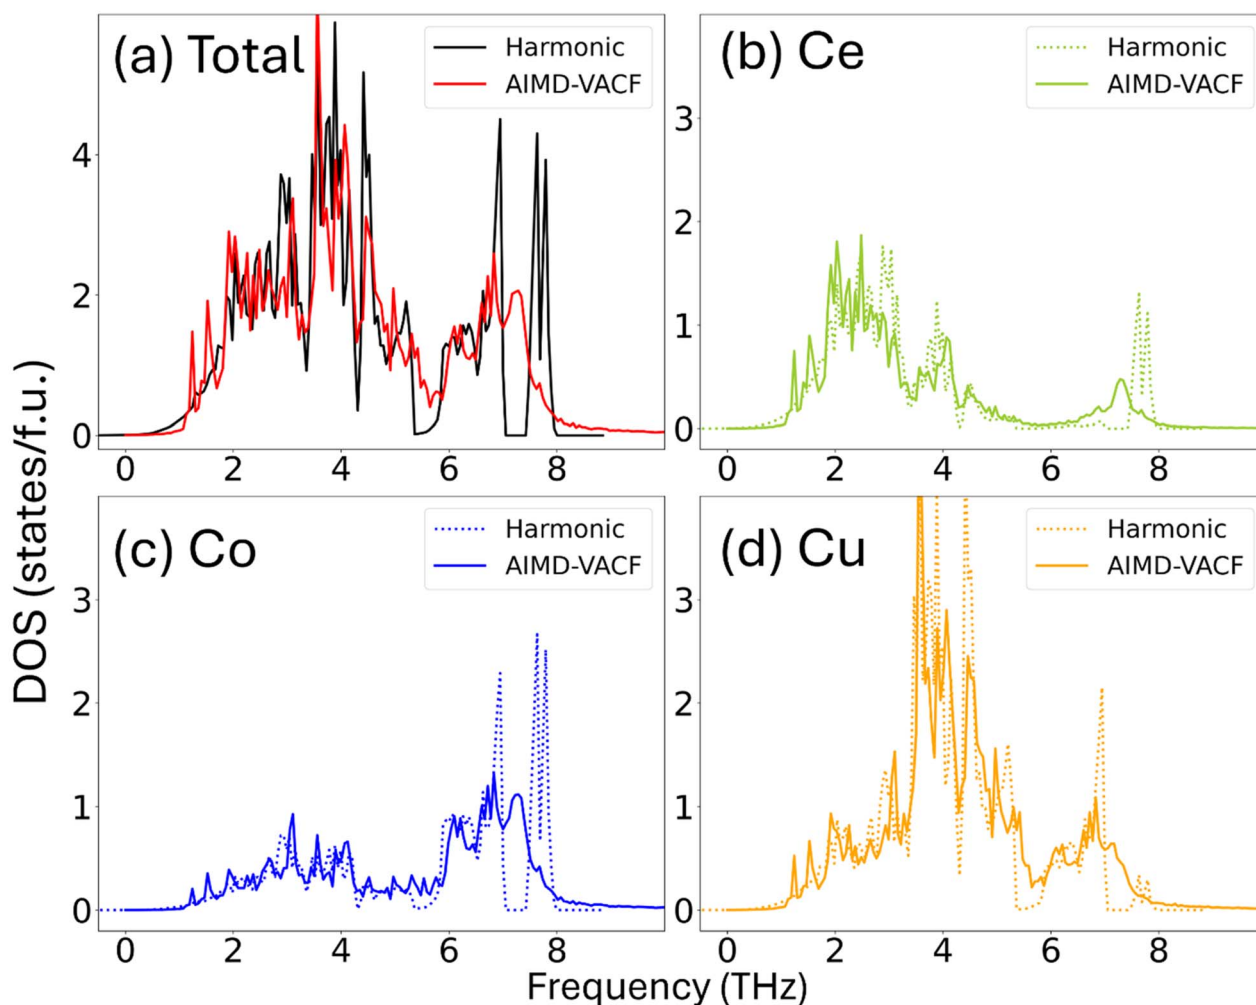 (a) Total
Harmonic
AIMD-VACF
4
2
0
0 2 4 6 8
(b) Ce
Harmonic
AIMD-VACF
3
2
1
0
0 2 4 6 8
DOS (states/f.u.)
(c) Co
Harmonic
AIMD-VACF
3
2
1
0
0 2 4 6 8
(d) Cu
Harmonic
AIMD-VACF
3
2
1
0
0 2 4 6 8
Frequency (THz)